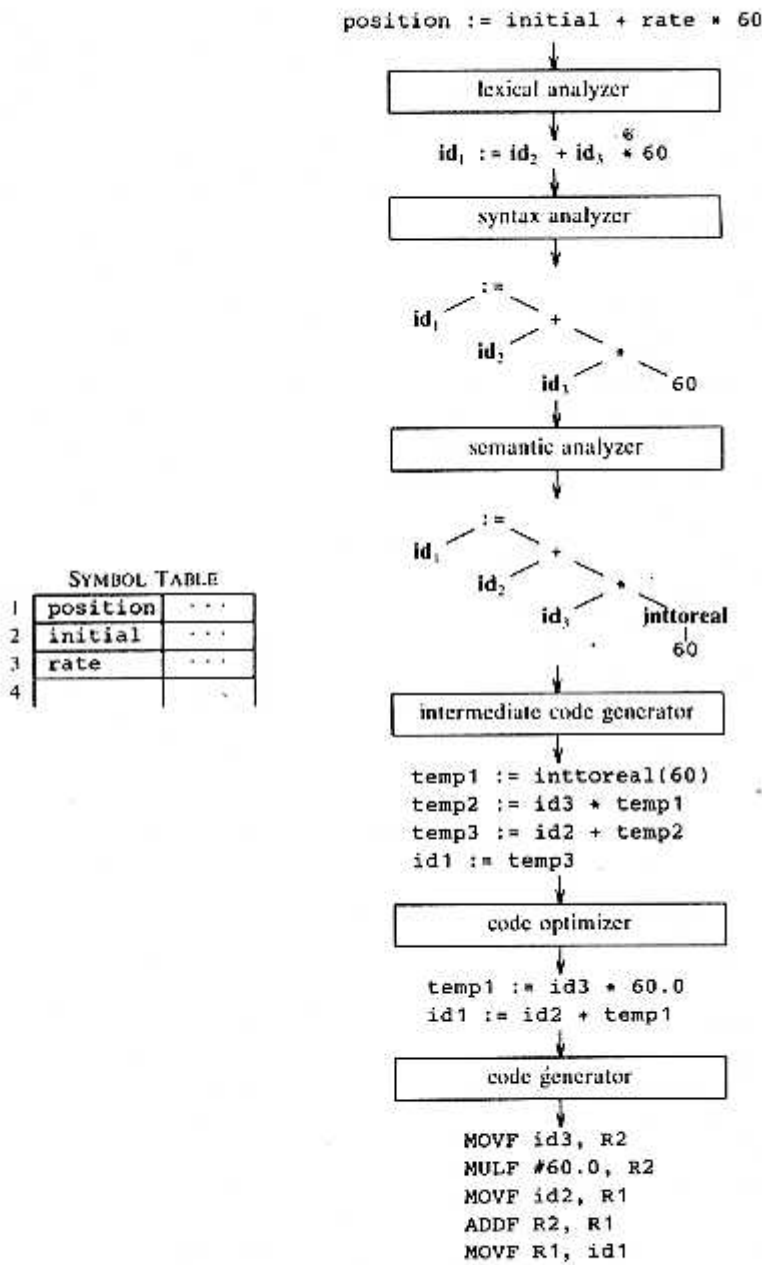 position := initial + rate * 60
lexical analyzer
id₁ := id₂ + id₃ * 60
syntax analyzer
:=
id₁ +
id₂ *
id₃ 60
semantic analyzer
:=
id₁ +
id₂ *
id₃ inttoreal
60
SYMBOL TABLE
1 position ...
2 initial ...
3 rate ...
4
intermediate code generator
temp1 := inttoreal(60)
temp2 := id3 * temp1
temp3 := id2 + temp2
id1 := temp3
code optimizer
temp1 := id3 * 60.0
id1 := id2 + temp1
code generator
MOVF id3, R2
MULF #60.0, R2
MOVF id2, R1
ADDF R2, R1
MOVF R1, id1